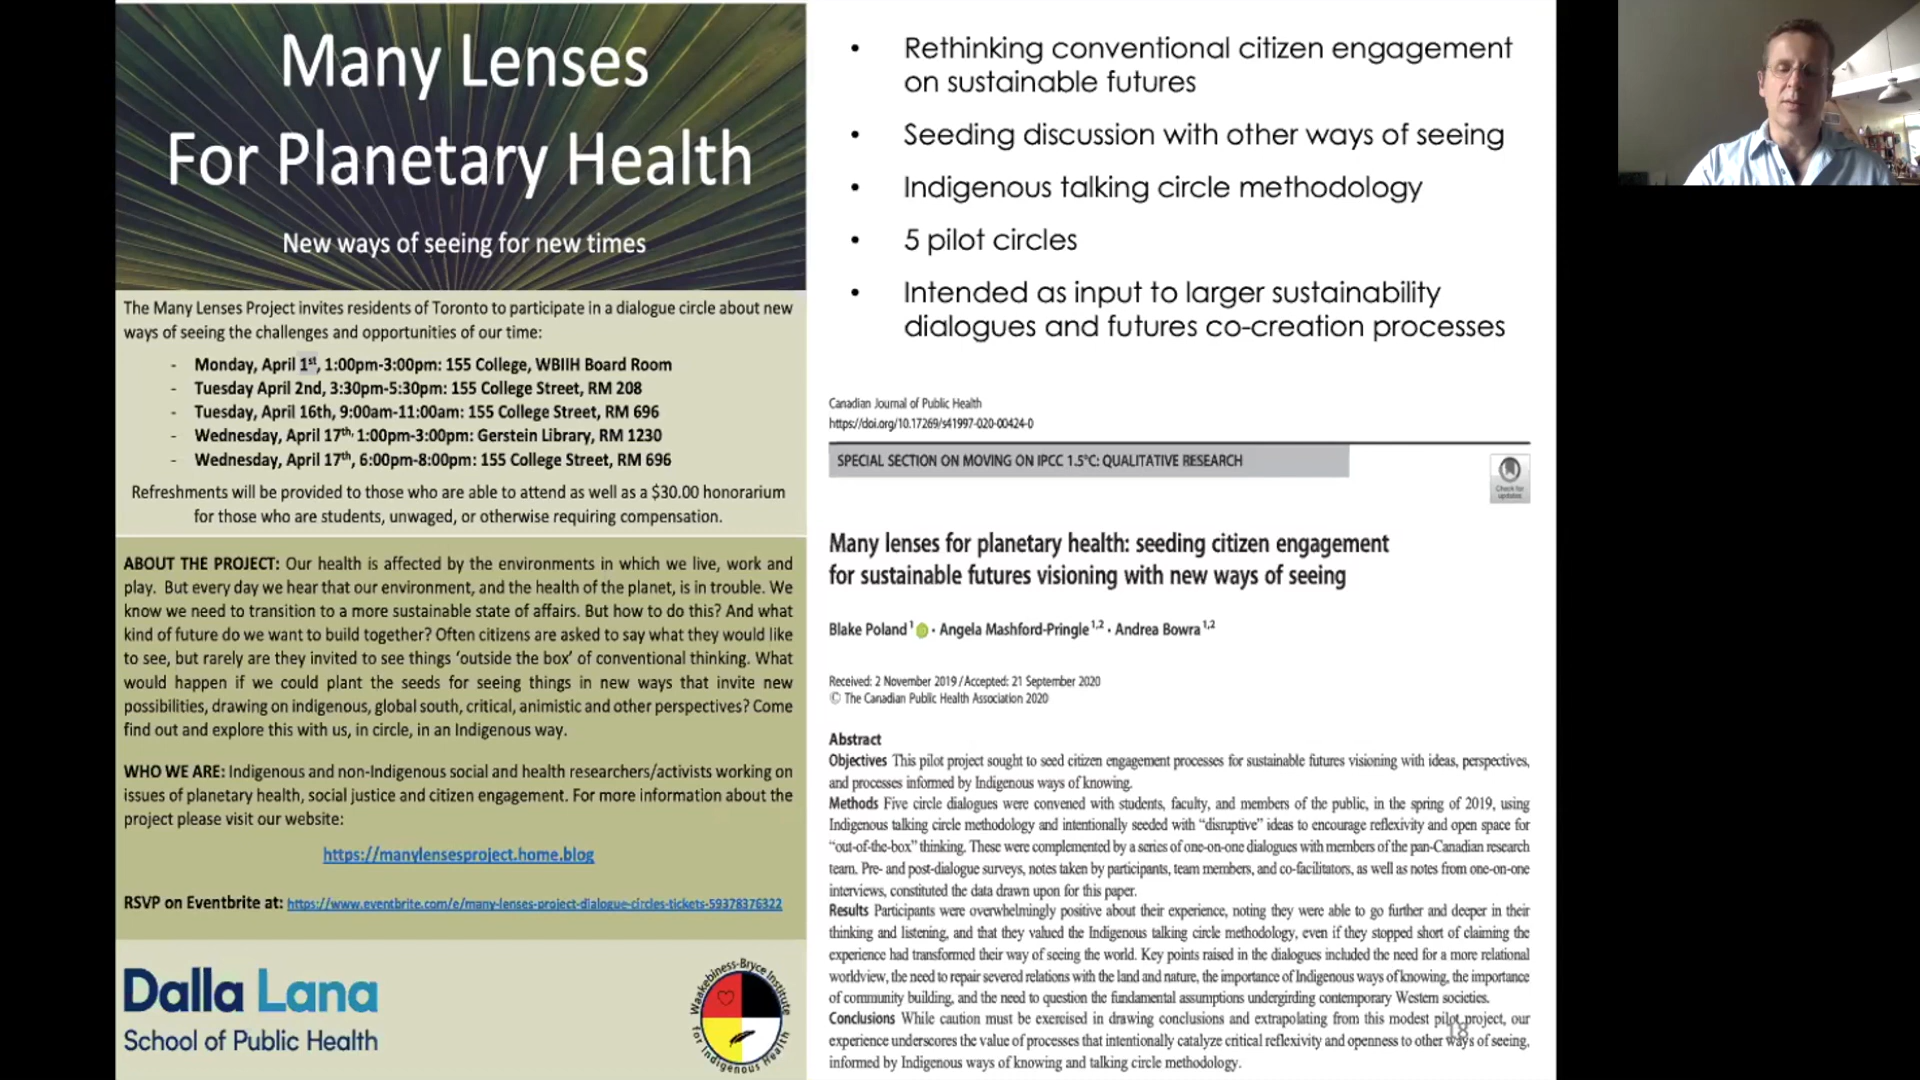 Many Lenses
For Planetary Health
New ways of seeing for new times
The Many Lenses Project invites residents of Toronto to participate in a dialogue circle about new
ways of seeing the challenges and opportunities of our time:
- Monday, April 1st, 1:00pm-3:00pm: 155 College, WBIIH Board Room
- Tuesday April 2nd, 3:30pm-5:30pm: 155 College Street, RM 208
- Tuesday, April 16th, 9:00am-11:00am: 155 College Street, RM 696
- Wednesday, April 17th, 1:00pm-3:00pm: Gerstein Library, RM 1230
- Wednesday, April 17th, 6:00pm-8:00pm: 155 College Street, RM 696
Refreshments will be provided to those who are able to attend as well as a $30.00 honorarium
for those who are students, unwaged, or otherwise requiring compensation.
ABOUT THE PROJECT: Our health is affected by the environments in which we live, work and
play. But every day we hear that our environment, and the health of the planet, is in trouble. We
know we need to transition to a more sustainable state of affairs. But how to do this? And what
kind of future do we want to build together? Often citizens are asked to say what they would like
to see, but rarely are they invited to see things ‘outside the box’ of conventional thinking. What
would happen if we could plant the seeds for seeing things in new ways that invite new
possibilities, drawing on indigenous, global south, critical, animistic and other perspectives? Come
find out and explore this with us, in circle, in an Indigenous way.
WHO WE ARE: Indigenous and non-Indigenous social and health researchers/activists working on
issues of planetary health, social justice and citizen engagement. For more information about the
project please visit our website:
https://manylensesproject.home.blog
RSVP on Eventbrite at: https://www.eventbrite.com/e/many-lenses-project-dialogue-circles-tickets-59378376322
Dalla Lana
School of Public Health
Waakebiness-Bryce Institute
for Indigenous Health
• Rethinking conventional citizen engagement
on sustainable futures
• Seeding discussion with other ways of seeing
• Indigenous talking circle methodology
• 5 pilot circles
• Intended as input to larger sustainability
dialogues and futures co-creation processes
Canadian Journal of Public Health
https://doi.org/10.17269/s41997-020-00424-0
SPECIAL SECTION ON MOVING ON IPCC 1.5°C: QUALITATIVE RESEARCH
Check for
updates
Many lenses for planetary health: seeding citizen engagement
for sustainable futures visioning with new ways of seeing
Blake Poland1 · Angela Mashford-Pringle1,2 · Andrea Bowra1,2
Received: 2 November 2019 / Accepted: 21 September 2020
© The Canadian Public Health Association 2020
Abstract
Objectives This pilot project sought to seed citizen engagement processes for sustainable futures visioning with ideas, perspectives,
and processes informed by Indigenous ways of knowing.
Methods Five circle dialogues were convened with students, faculty, and members of the public, in the spring of 2019, using
Indigenous talking circle methodology and intentionally seeded with “disruptive” ideas to encourage reflexivity and open space for
“out-of-the-box” thinking. These were complemented by a series of one-on-one dialogues with members of the pan-Canadian research
team. Pre- and post-dialogue surveys, notes taken by participants, team members, and co-facilitators, as well as notes from one-on-one
interviews, constituted the data drawn upon for this paper.
Results Participants were overwhelmingly positive about their experience, noting they were able to go further and deeper in their
thinking and listening, and that they valued the Indigenous talking circle methodology, even if they stopped short of claiming the
experience had transformed their way of seeing the world. Key points raised in the dialogues included the need for a more relational
worldview, the need to repair severed relations with the land and nature, the importance of Indigenous ways of knowing, the importance
of community building, and the need to question the fundamental assumptions undergirding contemporary Western societies.
Conclusions While caution must be exercised in drawing conclusions and extrapolating from this modest pilot project, our
experience underscores the value of processes that intentionally catalyze critical reflexivity and openness to other ways of seeing,
informed by Indigenous ways of knowing and talking circle methodology.
18